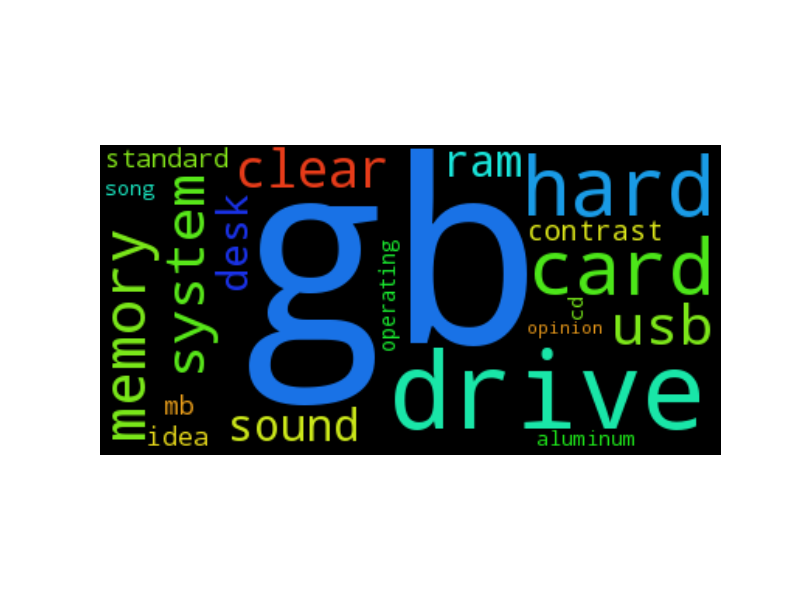 standard
song
clear
ram
hard
contrast
card
cd
opinion
usb
memory
system
desk
gb
operating
drive
mb
idea
sound
aluminum